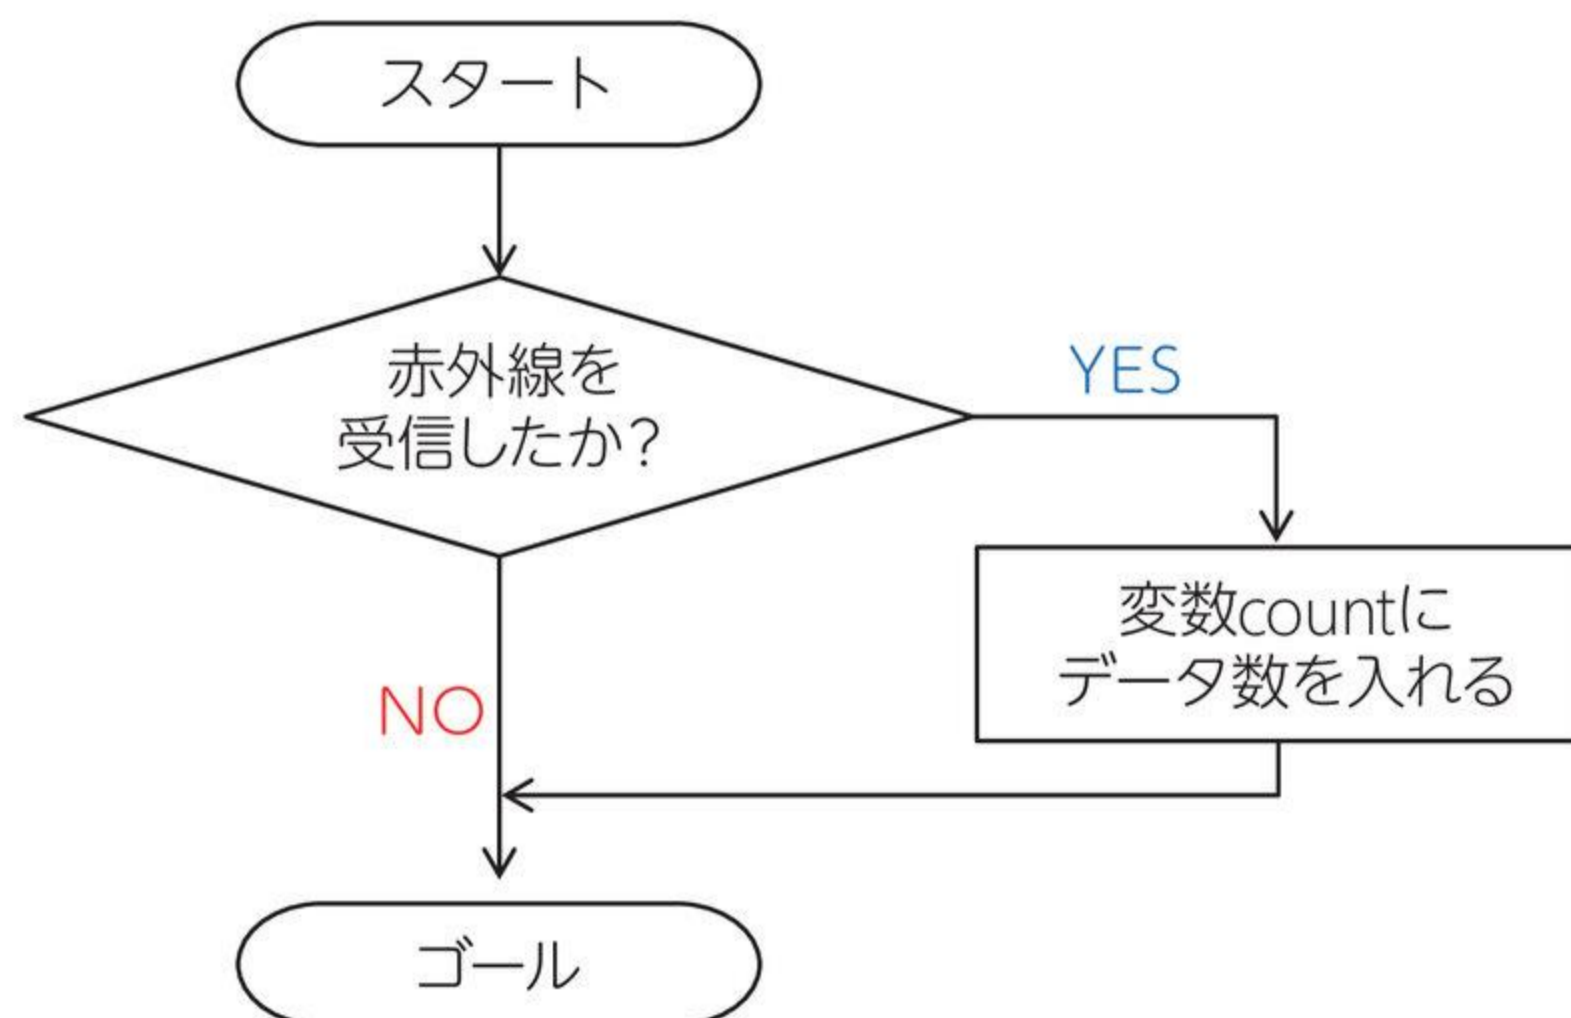 スタート
赤外線を
受信したか？
YES
変数countに
データ数を入れる
NO
ゴール